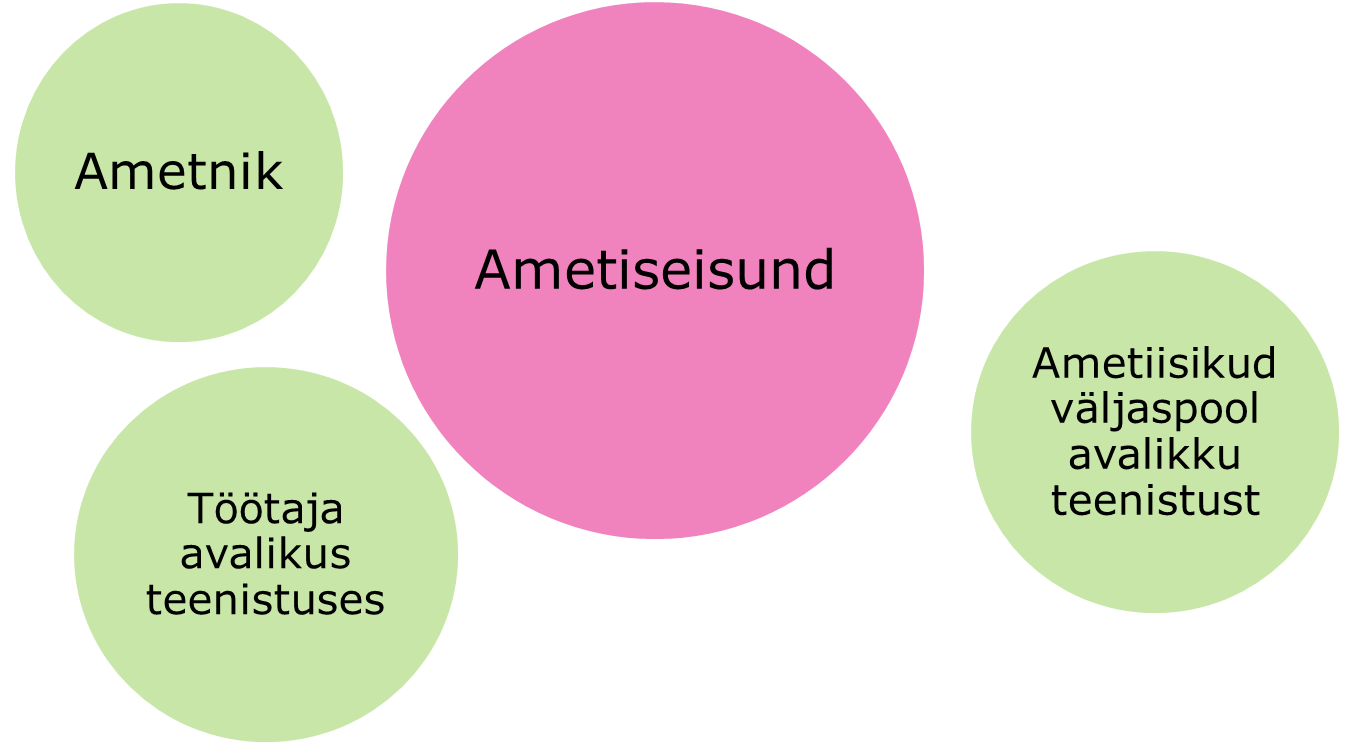 Ametnik
Ametiseisund
Töötaja
avalikus
teenistuses
Ametiisikud
väljaspool
avalikku
teenistust